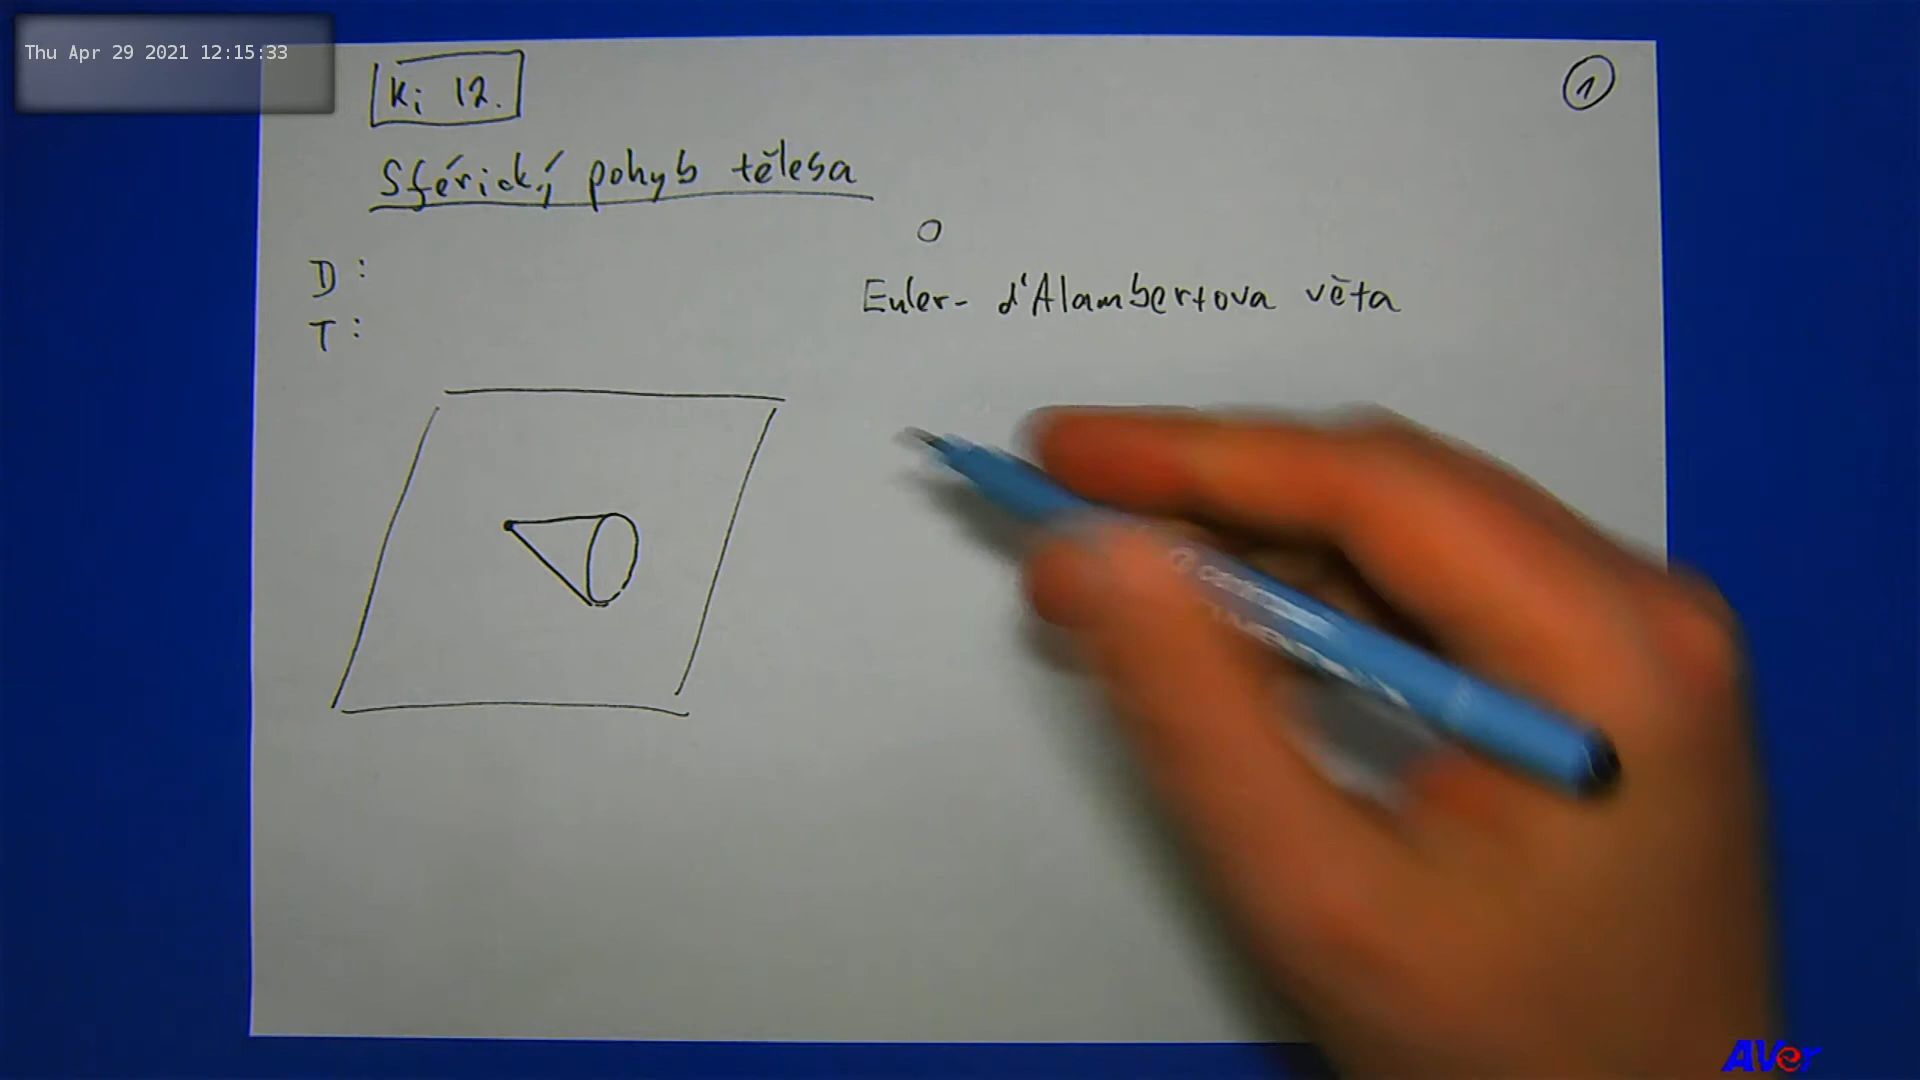 Thu Apr 29 2021 12:15:33
Ki 12.
1
Sférický pohyb tělesa
O
D:
Euler- d'Alambertova věta
T:
AVer